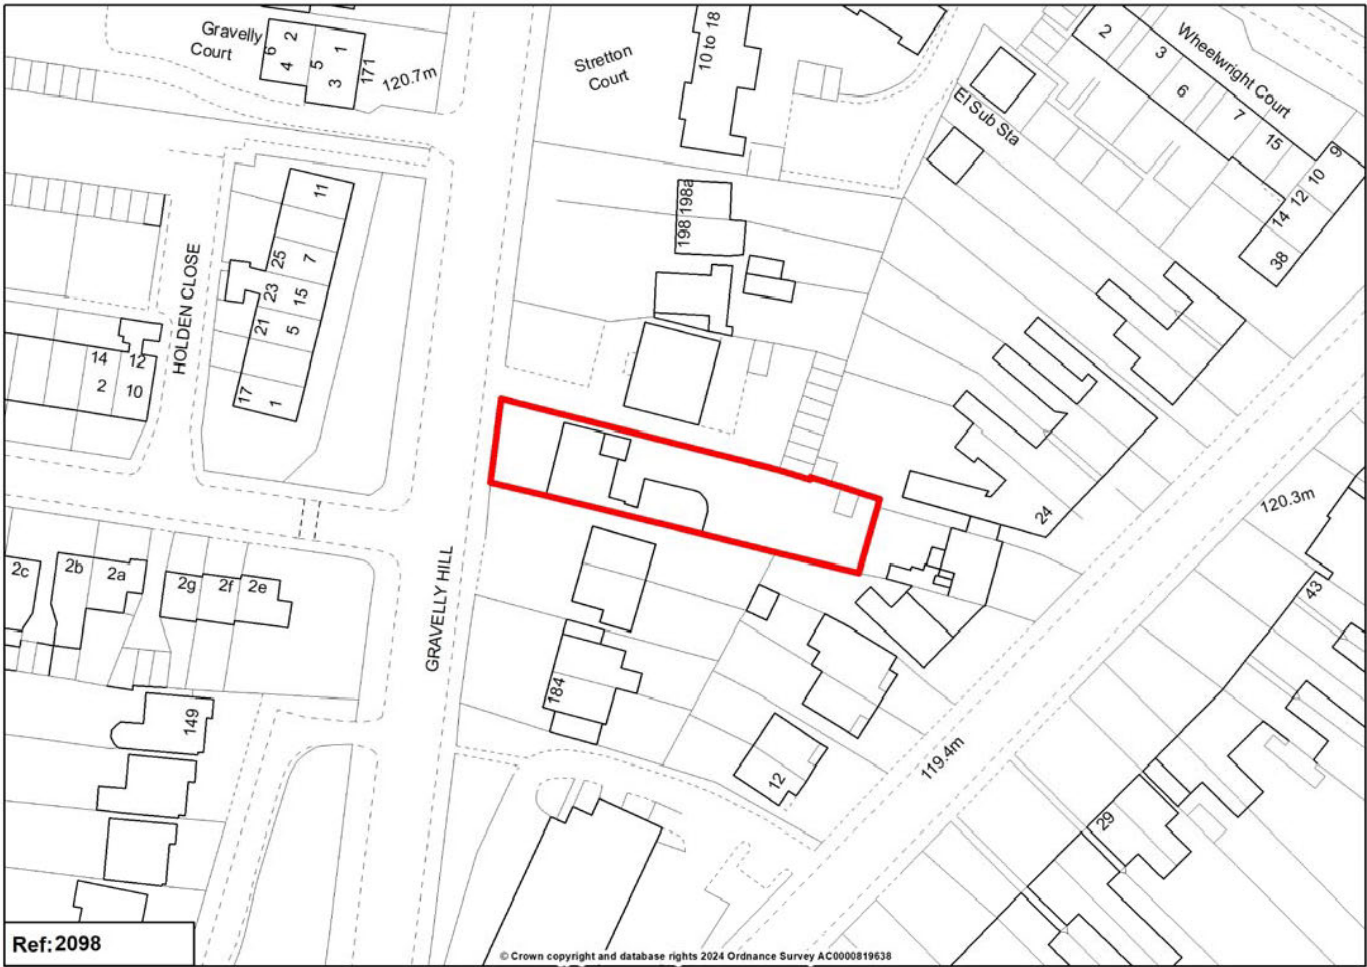 Gravelly
Court
2
1
6
4
5
3
171
120.7m
Stretton
Court
10 to 18
2
3
6
7
15
Wheelwright Court
El Sub Sta
9
10
12
14
38
11
198a
198
25
7
23
15
21
5
17
1
HOLDEN CLOSE
14
12
2
10
24
120.3m
43
2c
2b
2a
2g
2f
2e
GRAVELLY HILL
184
149
12
119.4m
29
Ref:2098
© Crown copyright and database rights 2024 Ordnance Survey AC0000819638